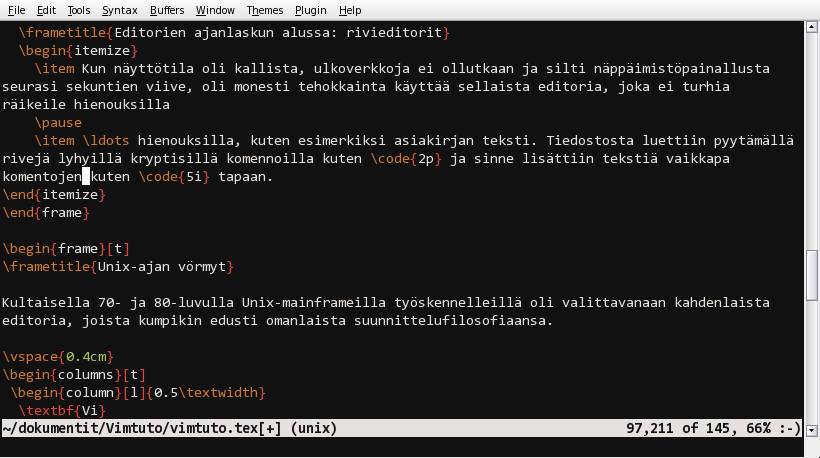 File Edit Tools Syntax Buffers Window Themes Plugin Help
\frametitle{Editorien ajanlaskun alussa: rivieditorit}
\begin{itemize}
\item Kun näyttötila oli kallista, ulkoverkkoja ei ollutkaan ja silti näppäimistöpainallusta
seurasi sekuntien viive, oli monesti tehokkainta käyttää sellaista editoria, joka ei turhia
räikeile hienouksilla
\pause
\item \ldots hienouksilla, kuten esimerkiksi asiakirjan teksti. Tiedostosta luettiin pyytämällä
rivejä lyhyillä kryptisillä komennoilla kuten \code{2p} ja sinne lisättiin tekstiä vaikkapa
komentojen kuten \code{5i} tapaan.
\end{itemize}
\end{frame}
\begin{frame}[t]
\frametitle{Unix-ajan vörmyt}
Kultaisella 70- ja 80-luvulla Unix-mainframeilla työskennelleillä oli valittavanaan kahdenlaista
editoria, joista kumpikin edusti omanlaista suunnittelufilosofiaansa.
\vspace{0.4cm}
\begin{columns}[t]
\begin{column}[l]{0.5\textwidth}
\textbf{Vi}
~/dokumentit/Vimtuto/vimtuto.tex[+] (unix) 97,211 of 145, 66% :-)